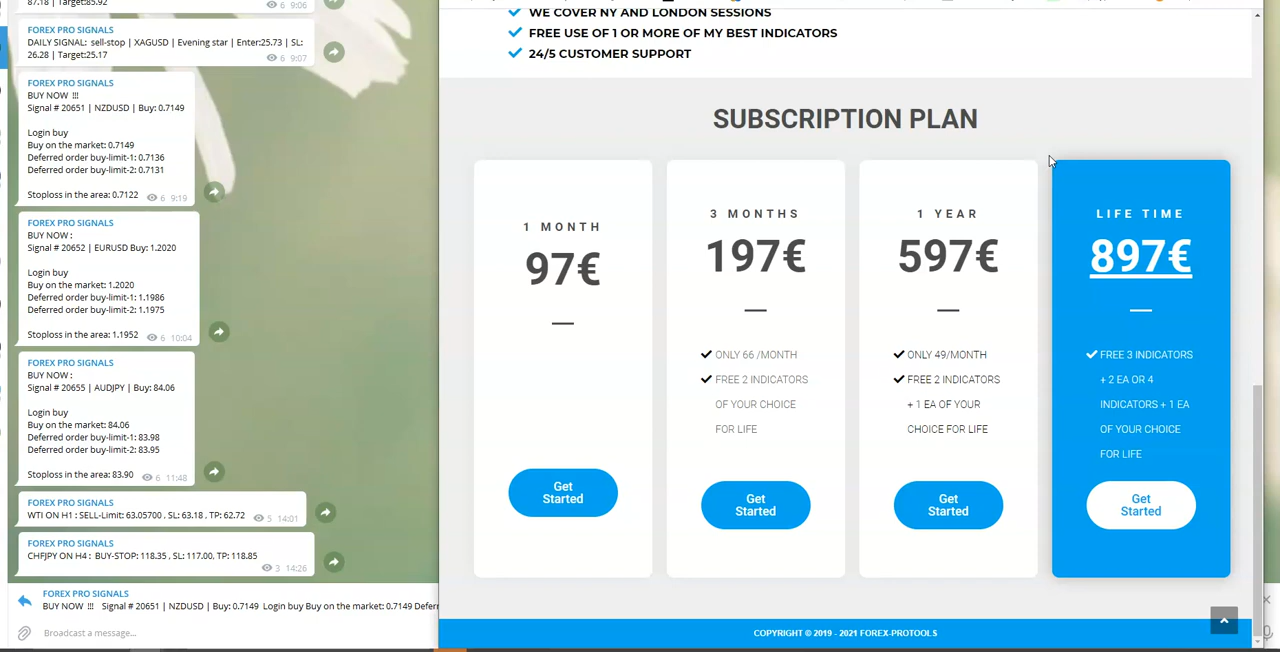 87.18 | Target:85.92
6 9:06
FOREX PRO SIGNALS
DAILY SIGNAL: sell-stop | XAGUSD | Evening star | Enter:25.73 | SL:
26.28 | Target:25.17
6 9:07
FOREX PRO SIGNALS
BUY NOW !!!
Signal # 20651 | NZDUSD | Buy: 0.7149
Login buy
Buy on the market: 0.7149
Deferred order buy-limit-1: 0.7136
Deferred order buy-limit-2: 0.7131
Stoploss in the area: 0.7122
6 9:19
FOREX PRO SIGNALS
BUY NOW :
Signal # 20652 | EURUSD Buy: 1.2020
Login buy
Buy on the market: 1.2020
Deferred order buy-limit-1: 1.1986
Deferred order buy-limit-2: 1.1975
Stoploss in the area: 1.1952
6 10:04
FOREX PRO SIGNALS
BUY NOW :
Signal # 20655 | AUDJPY | Buy: 84.06
Login buy
Buy on the market: 84.06
Deferred order buy-limit-1: 83.98
Deferred order buy-limit-2: 83.95
Stoploss in the area: 83.90
6 11:48
FOREX PRO SIGNALS
WTI ON H1 : SELL-Limit: 63.05700 , SL: 63.18 , TP: 62.72
5 14:01
FOREX PRO SIGNALS
CHFJPY ON H4 : BUY-STOP: 118.35 , SL: 117.00, TP: 118.85
3 14:26
FOREX PRO SIGNALS
BUY NOW !!! Signal # 20651 | NZDUSD | Buy: 0.7149 Login buy Buy on the market: 0.7149 Deferr
Broadcast a message...
WE COVER NY AND LONDON SESSIONS
FREE USE OF 1 OR MORE OF MY BEST INDICATORS
24/5 CUSTOMER SUPPORT
SUBSCRIPTION PLAN
1 MONTH
97€
Get
Started
3 MONTHS
197€
ONLY 66 /MONTH
FREE 2 INDICATORS
OF YOUR CHOICE
FOR LIFE
Get
Started
1 YEAR
597€
ONLY 49/MONTH
FREE 2 INDICATORS
+ 1 EA OF YOUR
CHOICE FOR LIFE
Get
Started
LIFE TIME
897€
FREE 3 INDICATORS
+ 2 EA OR 4
INDICATORS + 1 EA
OF YOUR CHOICE
FOR LIFE
Get
Started
COPYRIGHT © 2019 - 2021 FOREX-PROTOOLS